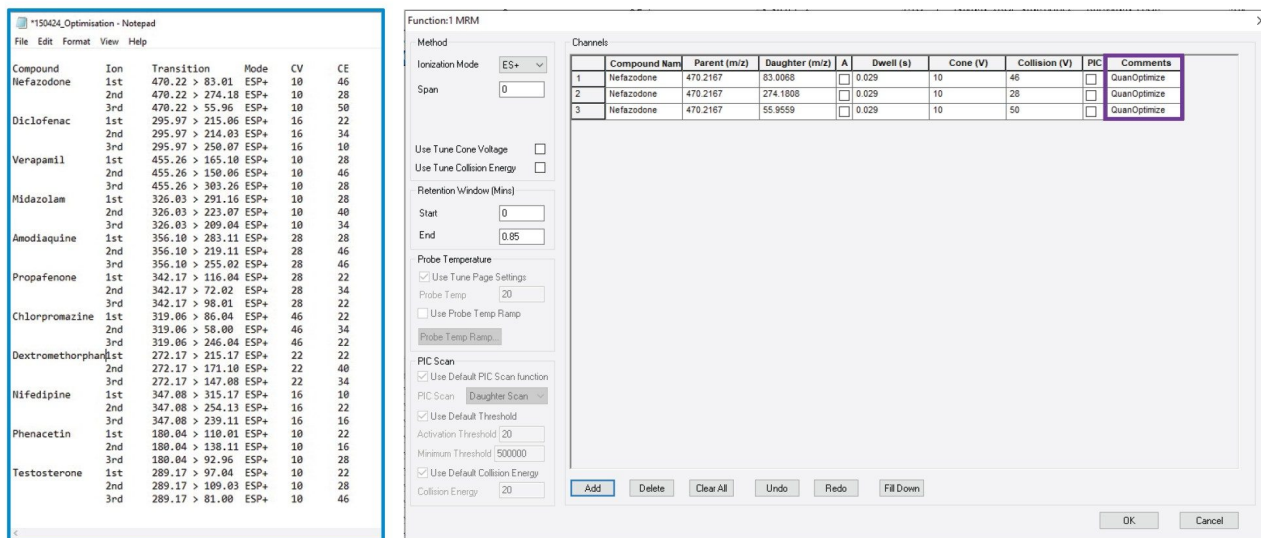 *150424_Optimisation - Notepad
File Edit Format View Help
Compound Ion Transition Mode CV CE
Nefazodone 1st 470.22 > 83.01 ESP+ 10 46
2nd 470.22 > 274.18 ESP+ 10 28
3rd 470.22 > 55.96 ESP+ 10 50
Diclofenac 1st 295.97 > 215.06 ESP+ 16 22
2nd 295.97 > 214.03 ESP+ 16 34
3rd 295.97 > 250.07 ESP+ 16 10
Verapamil 1st 455.26 > 165.10 ESP+ 10 28
2nd 455.26 > 150.06 ESP+ 10 46
3rd 455.26 > 303.26 ESP+ 10 28
Midazolam 1st 326.03 > 291.16 ESP+ 10 28
2nd 326.03 > 223.07 ESP+ 10 40
3rd 326.03 > 209.04 ESP+ 10 34
Amodiaquine 1st 356.10 > 283.11 ESP+ 28 28
2nd 356.10 > 219.11 ESP+ 28 46
3rd 356.10 > 255.02 ESP+ 28 46
Propafenone 1st 342.17 > 116.04 ESP+ 28 22
2nd 342.17 > 72.02 ESP+ 28 34
3rd 342.17 > 98.01 ESP+ 28 22
Chlorpromazine 1st 319.06 > 86.04 ESP+ 46 22
2nd 319.06 > 58.00 ESP+ 46 34
3rd 319.06 > 246.04 ESP+ 46 22
Dextromethorphan1st 272.17 > 215.17 ESP+ 22 22
2nd 272.17 > 171.10 ESP+ 22 40
3rd 272.17 > 147.08 ESP+ 22 34
Nifedipine 1st 347.08 > 315.17 ESP+ 16 10
2nd 347.08 > 254.13 ESP+ 16 22
3rd 347.08 > 239.11 ESP+ 16 16
Phenacetin 1st 180.04 > 110.01 ESP+ 10 22
2nd 180.04 > 138.11 ESP+ 10 16
3rd 180.04 > 92.96 ESP+ 10 28
Testosterone 1st 289.17 > 97.04 ESP+ 10 22
2nd 289.17 > 109.03 ESP+ 10 28
3rd 289.17 > 81.00 ESP+ 10 46
Function:1 MRM
Method
Ionization Mode ES+
Span 0
Use Tune Cone Voltage
Use Tune Collision Energy
Retention Window (Mins)
Start 0
End 0.85
Probe Temperature
Use Tune Page Settings
Probe Temp 20
Use Probe Temp Ramp
Probe Temp Ramp...
PIC Scan
Use Default PIC Scan function
PIC Scan Daughter Scan
Use Default Threshold
Activation Threshold 20
Minimum Threshold 500000
Use Default Collision Energy
Collision Energy 20
Channels
Compound Nam Parent (m/z) Daughter (m/z) A Dwell (s) Cone (V) Collision (V) PIC Comments
1 Nefazodone 470.2167 83.0068 0.029 10 46 QuanOptimize
2 Nefazodone 470.2167 274.1808 0.029 10 28 QuanOptimize
3 Nefazodone 470.2167 55.9559 0.029 10 50 QuanOptimize
Add Delete Clear All Undo Redo Fill Down
OK Cancel